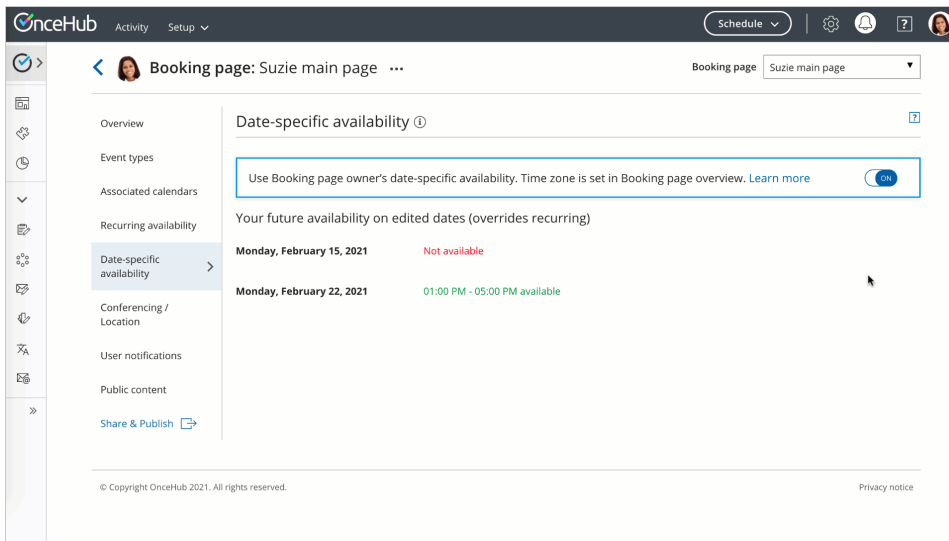 OnceHub Activity Setup Schedule ?
Booking page: Suzie main page ... Booking page Suzie main page
Overview
Event types
Associated calendars
Recurring availability
Date-specific
availability
Conferencing /
Location
User notifications
Public content
Share & Publish
Date-specific availability ?
Use Booking page owner's date-specific availability. Time zone is set in Booking page overview. Learn more ON
Your future availability on edited dates (overrides recurring)
Monday, February 15, 2021 Not available
Monday, February 22, 2021 01:00 PM - 05:00 PM available
© Copyright OnceHub 2021. All rights reserved. Privacy notice